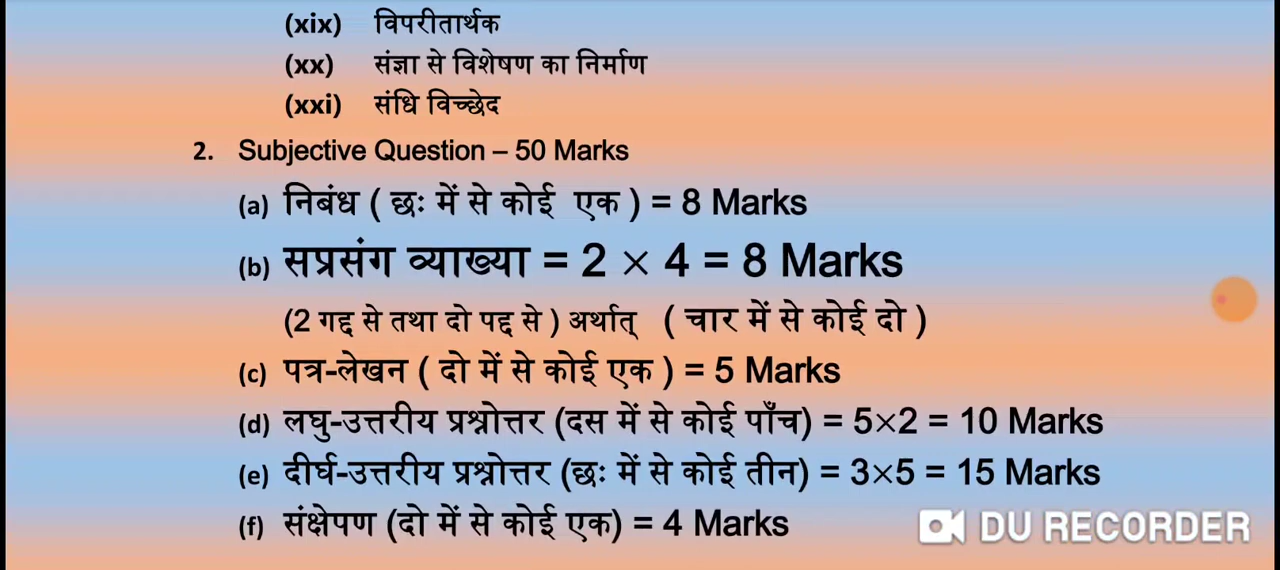 (xix) विपरीतार्थक
(xx) संज्ञा से विशेषण का निर्माण
(xxi) संधि विच्छेद
2. Subjective Question – 50 Marks
(a) निबंध ( छः में से कोई एक ) = 8 Marks
(b) सप्रसंग व्याख्या = 2 × 4 = 8 Marks
(2 गद्द से तथा दो पद्द से ) अर्थात् ( चार में से कोई दो )
(c) पत्र-लेखन ( दो में से कोई एक ) = 5 Marks
(d) लघु-उत्तरीय प्रश्नोत्तर (दस में से कोई पाँच) = 5×2 = 10 Marks
(e) दीर्घ-उत्तरीय प्रश्नोत्तर (छः में से कोई तीन) = 3×5 = 15 Marks
(f) संक्षेपण (दो में से कोई एक) = 4 Marks
DU RECORDER